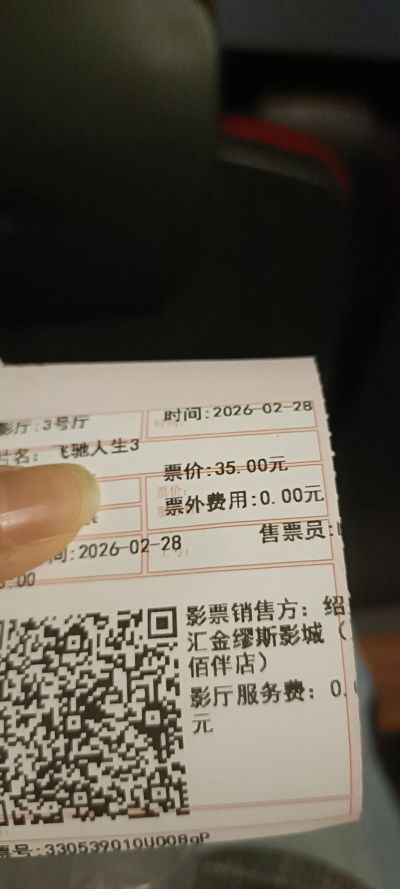 影厅:3号厅
时间:2026-02-28
片名: 飞驰人生3
票价:35.00元
票外费用:0.00元
售票员:
间:2026-02-28
:00
影票销售方: 绍
汇金缪斯影城(
佰伴店)
影厅服务费: 0.0
元
票号:330539010U008gP